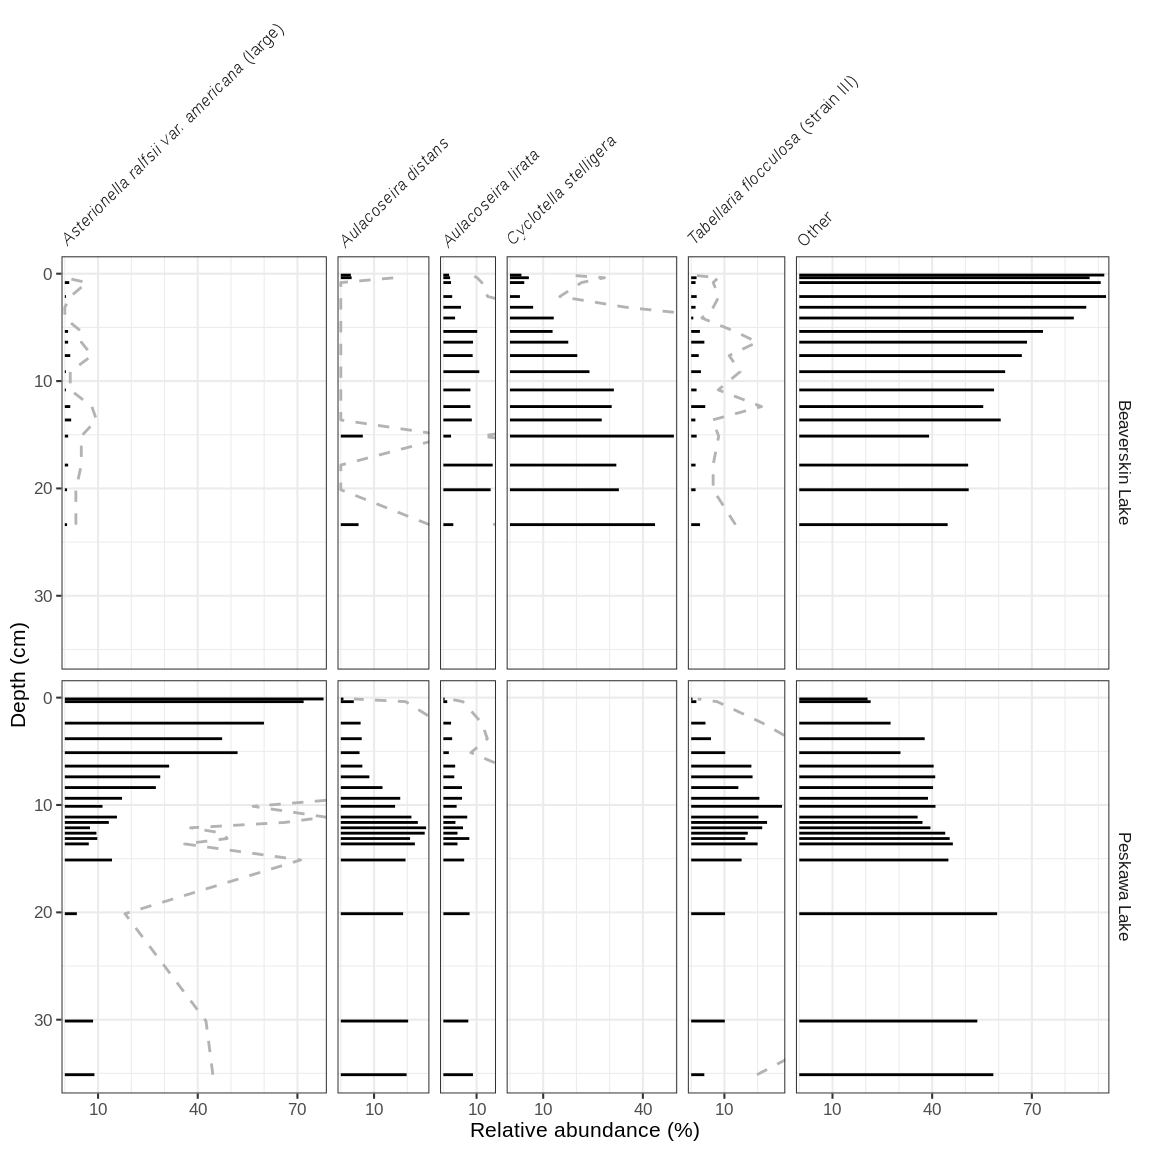 Asterionella ralfsii var. americana (large)
Aulacoseira distans
Aulacoseira lirata
Cyclotella stelligera
Tabellaria flocculosa (strain III)
Other
0
10
20
30
Beaverskin Lake
Depth (cm)
0
10
20
30
Peskawa Lake
10 40 70 10 10 10 40 10 10 40 70
Relative abundance (%)